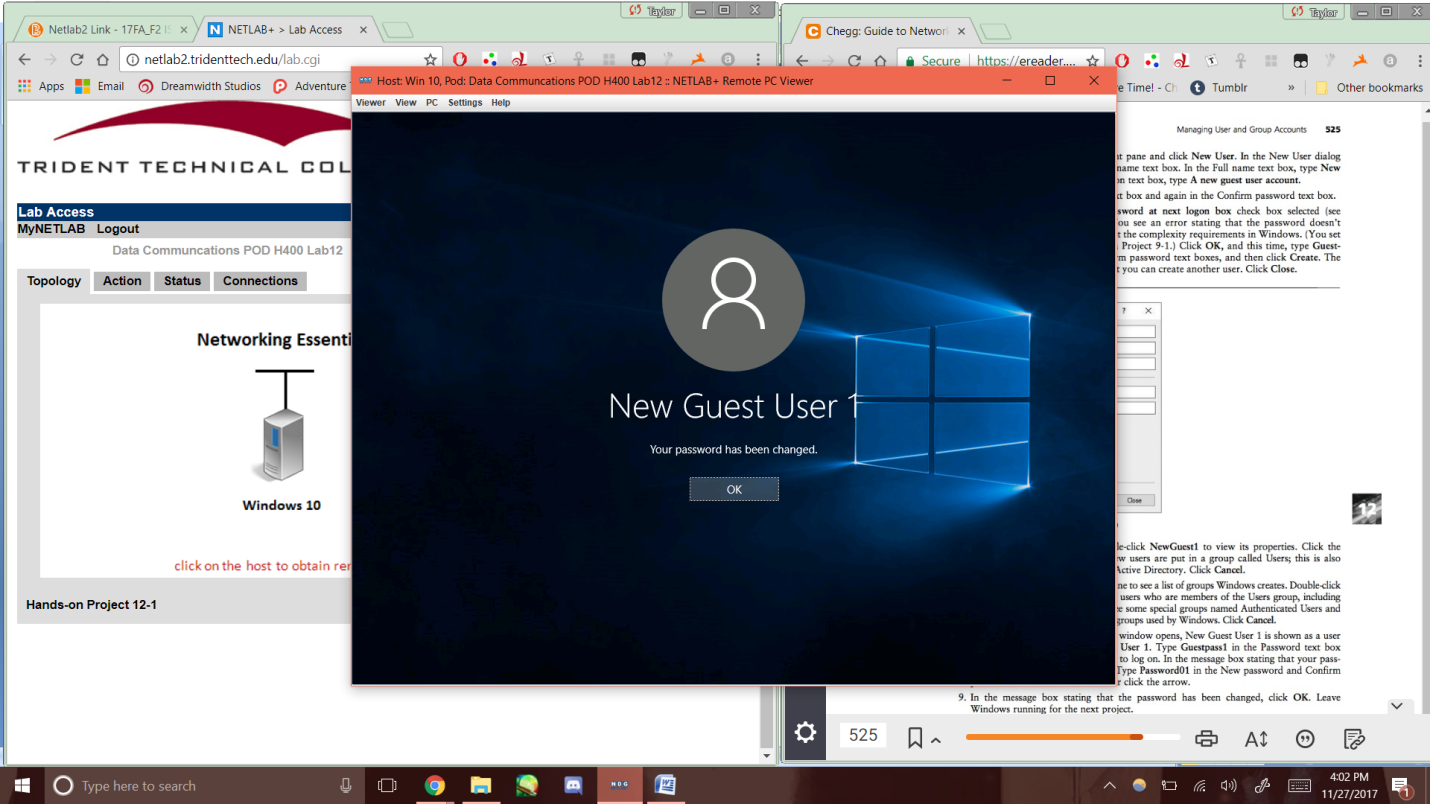 Taylor
Netlab2 Link - 17FA_F2 IS
NETLAB+ > Lab Access
netlab2.tridenttech.edu/lab.cgi
Apps
Email
Dreamwidth Studios
Adventure
TRIDENT TECHNICAL COL
Lab Access
MyNETLAB Logout
Data Communcations POD H400 Lab12
Topology
Action
Status
Connections
Networking Essenti
Windows 10
click on the host to obtain rer
Hands-on Project 12-1
Host: Win 10, Pod: Data Communcations POD H400 Lab12 :: NETLAB+ Remote PC Viewer
Viewer View PC Settings Help
New Guest User 1
Your password has been changed.
OK
Taylor
Chegg: Guide to Network
Secure
https://ereader....
e Time! - Ch
Tumblr
»
Other bookmarks
Managing User and Group Accounts 525
t pane and click New User. In the New User dialog
name text box. In the Full name text box, type New
n text box, type A new guest user account.
xt box and again in the Confirm password text box.
sword at next logon box check box selected (see
ou see an error stating that the password doesn't
t the complexity requirements in Windows. (You set
Project 9-1.) Click OK, and this time, type Guest-
m password text boxes, and then click Create. The
t you can create another user. Click Close.
? ×
Close
12
le-click NewGuest1 to view its properties. Click the
w users are put in a group called Users; this is also
Active Directory. Click Cancel.
ne to see a list of groups Windows creates. Double-click
users who are members of the Users group, including
e some special groups named Authenticated Users and
groups used by Windows. Click Cancel.
window opens, New Guest User 1 is shown as a user
User 1. Type Guestpass1 in the Password text box
to log on. In the message box stating that your pass-
Type Password01 in the New password and Confirm
r click the arrow.
9. In the message box stating that the password has been changed, click OK. Leave
Windows running for the next project.
525
Type here to search
NDG
4:02 PM
11/27/2017
1